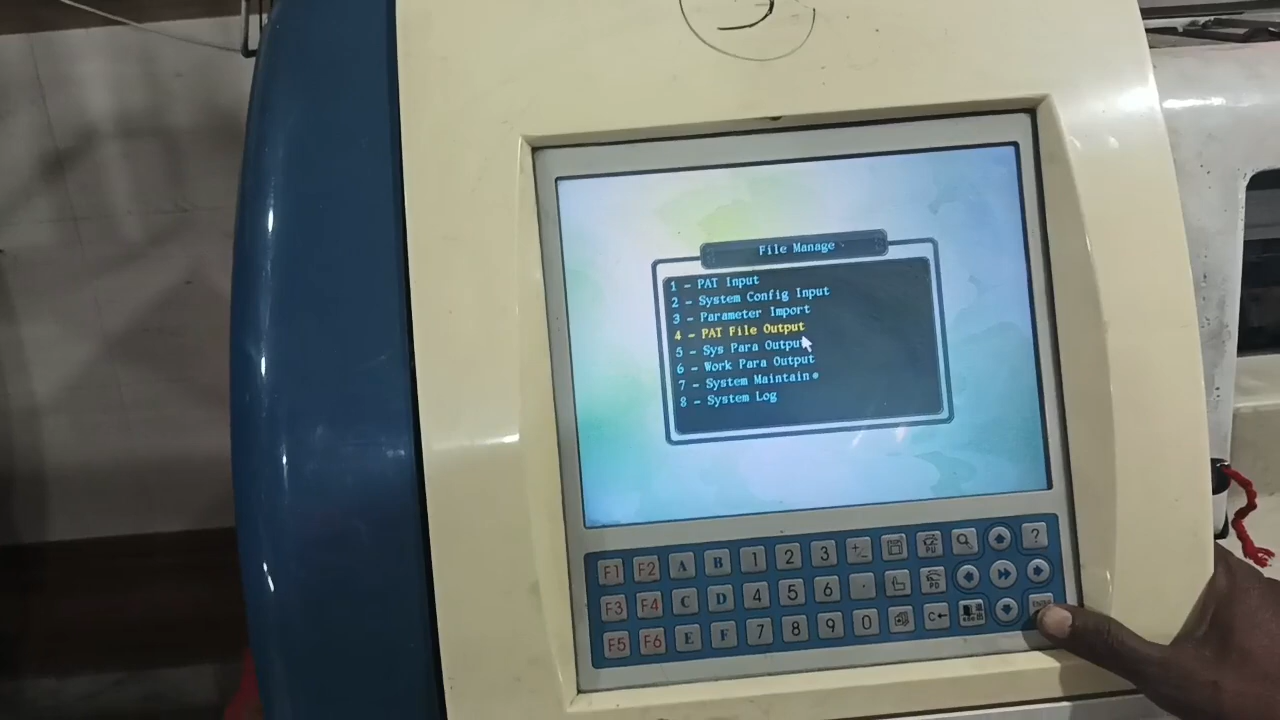 File Manage
1 - PAT Input
2 - System Config Input
3 - Parameter Import
4 - PAT File Output
5 - Sys Para Output
6 - Work Para Output
7 - System Maintain
8 - System Log
F1 F2 A B 1 2 3 +/- PU ?
F3 F4 C D 4 5 6 . PD
F5 F6 E F 7 8 9 0 C←